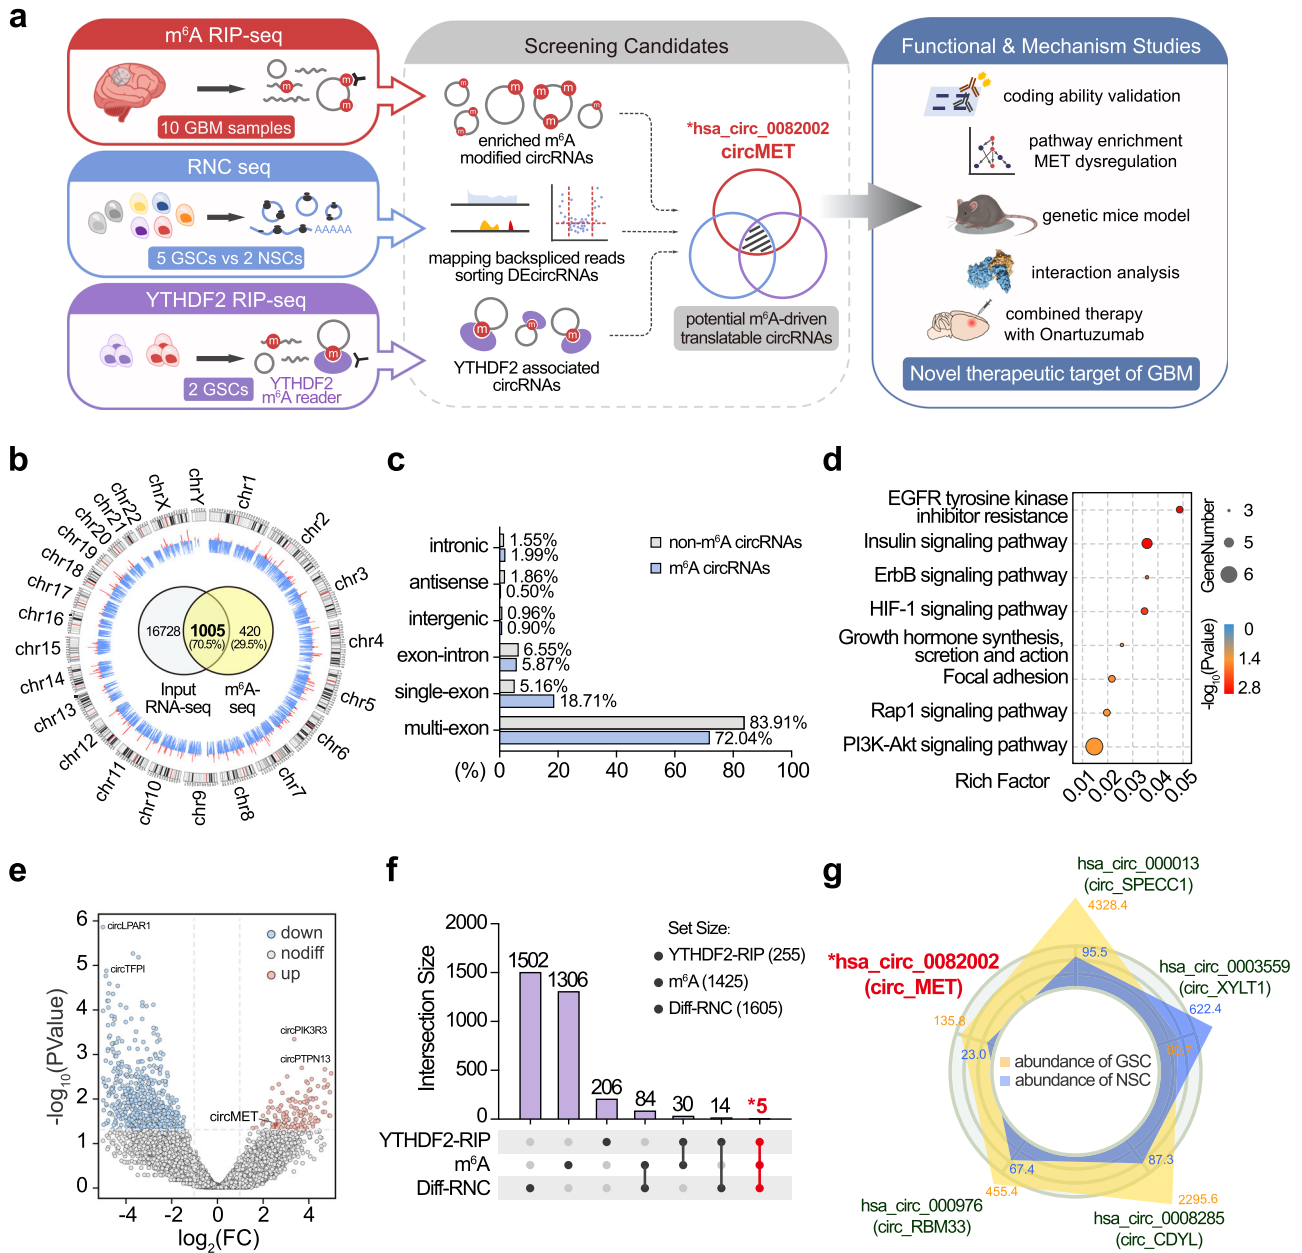 a
m⁶A RIP-seq
m
m
m
10 GBM samples
RNC seq
AAAAA
5 GSCs vs 2 NSCs
YTHDF2 RIP-seq
m
m
2 GSCs
YTHDF2
m⁶A reader
Screening Candidates
m
m
m
m
m
m
m
m
enriched m⁶A
modified circRNAs
mapping backspliced reads
sorting DEcircRNAs
m
m
m
YTHDF2 associated
circRNAs
*hsa_circ_0082002
circMET
potential m⁶A-driven
translatable circRNAs
Functional & Mechanism Studies
coding ability validation
pathway enrichment
MET dysregulation
genetic mice model
interaction analysis
combined therapy
with Onartuzumab
Novel therapeutic target of GBM
b
chr1
chr2
chr3
chr4
chr5
chr6
chr7
chr8
chr9
chr10
chr11
chr12
chr13
chr14
chr15
chr16
chr17
chr18
chr19
chr20
chr21
chr22
chrX
chrY
16728
1005
(70.5%)
420
(29.5%)
Input
RNA-seq
m⁶A-
seq
c
intronic
1.55%
1.99%
antisense
1.86%
0.50%
intergenic
0.96%
0.90%
exon-intron
6.55%
5.87%
single-exon
5.16%
18.71%
multi-exon
83.91%
72.04%
(%)
0 20 40 60 80 100
non-m⁶A circRNAs
m⁶A circRNAs
d
EGFR tyrosine kinase
inhibitor resistance
Insulin signaling pathway
ErbB signaling pathway
HIF-1 signaling pathway
Growth hormone synthesis,
scretion and action
Focal adhesion
Rap1 signaling pathway
PI3K-Akt signaling pathway
Rich Factor
0.01 0.02 0.03 0.04 0.05
GeneNumber
3
5
6
-log₁₀(Pvalue)
0
1.4
2.8
e
-log₁₀(PValue)
6
5
4
3
2
1
0
circLPAR1
circTFPI
circPIK3R3
circPTPN13
circMET
down
nodiff
up
-4 -2 0 2 4
log₂(FC)
f
Intersection Size
2000
1500
1000
500
0
1502
1306
206
84
30
14
*5
Set Size:
YTHDF2-RIP (255)
m⁶A (1425)
Diff-RNC (1605)
YTHDF2-RIP
m⁶A
Diff-RNC
g
hsa_circ_000013
(circ_SPECC1)
4328.4
95.5
hsa_circ_0003559
(circ_XYLT1)
622.4
90.7
*hsa_circ_0082002
(circ_MET)
135.8
23.0
abundance of GSC
abundance of NSC
67.4
455.4
hsa_circ_000976
(circ_RBM33)
87.3
2295.6
hsa_circ_0008285
(circ_CDYL)